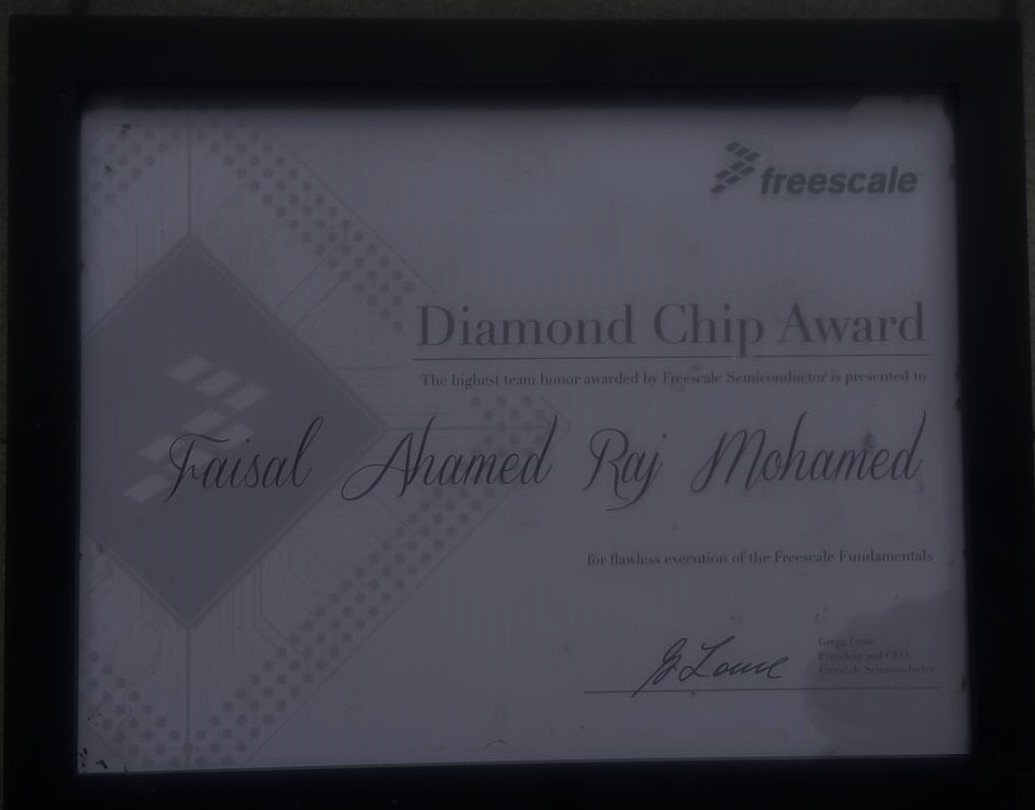 freescale
Diamond Chip Award
The highest team honor awarded by Freescale Semiconductor is presented to
Faisal Ahamed Raj Mohamed
for flawless execution of the Freescale Fundamentals
G Lowe
Gregg Lowe
President and CEO
Freescale Semiconductor